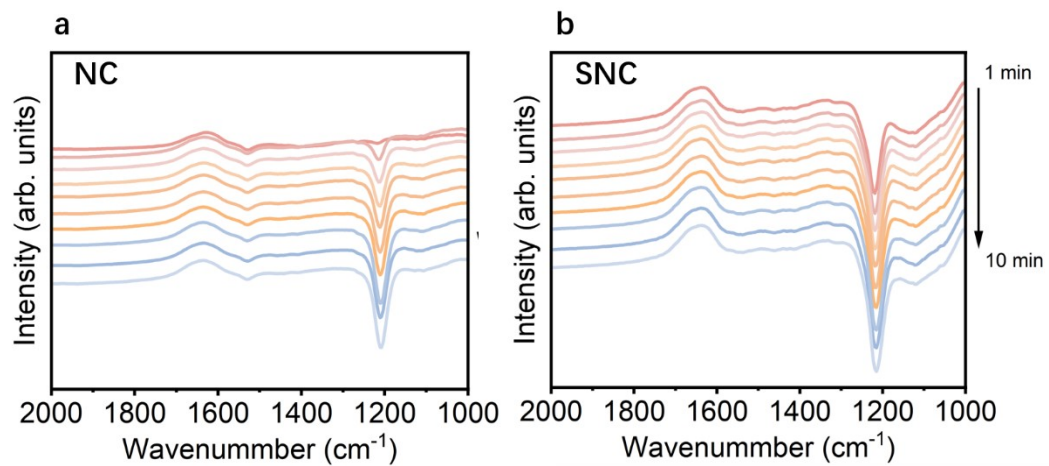 a
NC
Intensity (arb. units)
2000 1800 1600 1400 1200 1000
Wavenummber (cm⁻¹)
b
SNC
Intensity (arb. units)
2000 1800 1600 1400 1200 1000
Wavenummber (cm⁻¹)
1 min
10 min